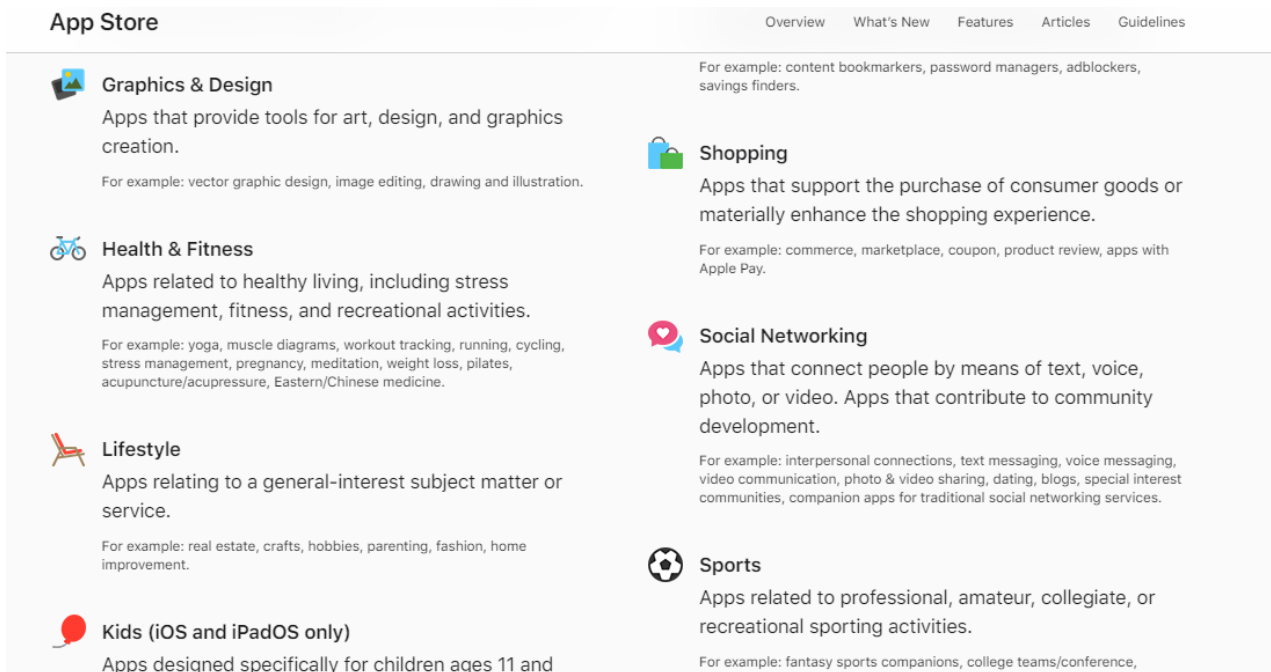 App Store
Overview What's New Features Articles Guidelines
Graphics & Design
Apps that provide tools for art, design, and graphics
creation.
For example: vector graphic design, image editing, drawing and illustration.
Health & Fitness
Apps related to healthy living, including stress
management, fitness, and recreational activities.
For example: yoga, muscle diagrams, workout tracking, running, cycling,
stress management, pregnancy, meditation, weight loss, pilates,
acupuncture/acupressure, Eastern/Chinese medicine.
Lifestyle
Apps relating to a general-interest subject matter or
service.
For example: real estate, crafts, hobbies, parenting, fashion, home
improvement.
Kids (iOS and iPadOS only)
Apps designed specifically for children ages 11 and
For example: content bookmarkers, password managers, adblockers,
savings finders.
Shopping
Apps that support the purchase of consumer goods or
materially enhance the shopping experience.
For example: commerce, marketplace, coupon, product review, apps with
Apple Pay.
Social Networking
Apps that connect people by means of text, voice,
photo, or video. Apps that contribute to community
development.
For example: interpersonal connections, text messaging, voice messaging,
video communication, photo & video sharing, dating, blogs, special interest
communities, companion apps for traditional social networking services.
Sports
Apps related to professional, amateur, collegiate, or
recreational sporting activities.
For example: fantasy sports companions, college teams/conference,